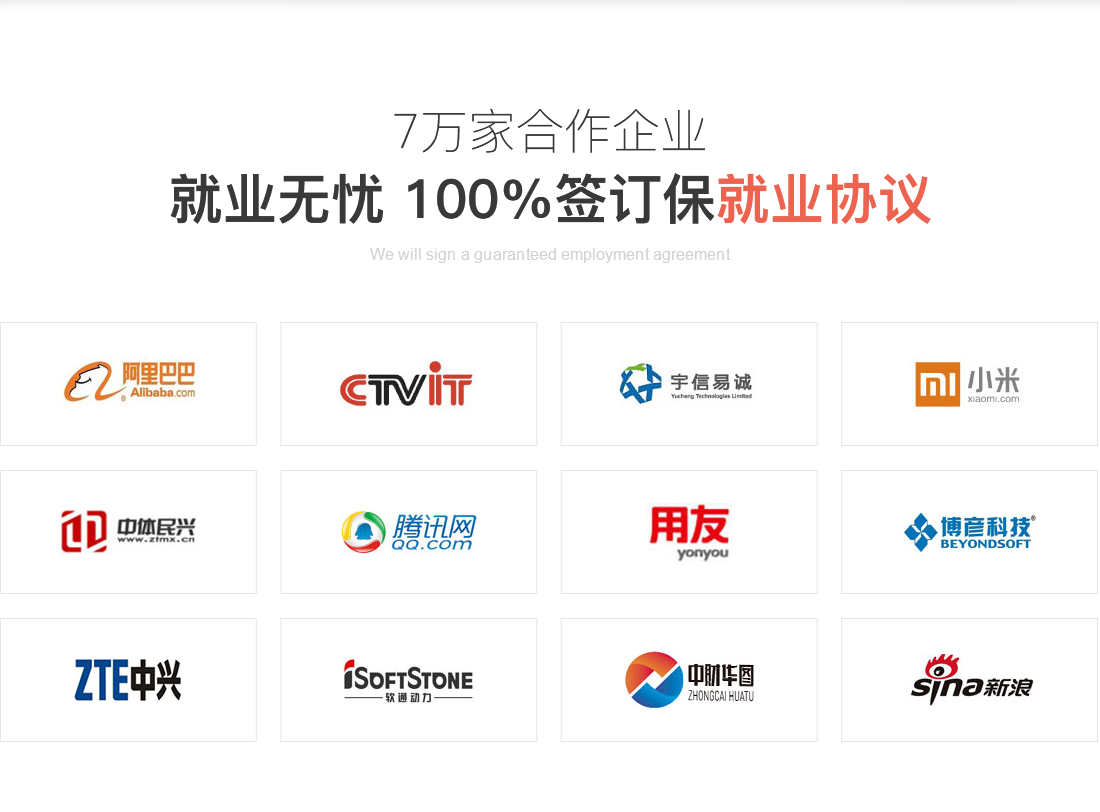 7万家合作企业
就业无忧 100%签订保就业协议
We will sign a guaranteed employment agreement
阿里巴巴
Alibaba.com
CTVIT
宇信易诚
Yucheng Technologies Limited
mi 小米
xiaomi.com
中体民兴
www.ztmx.cn
腾讯网
QQ.com
用友
yonyou
博彦科技
BEYONDSOFT
ZTE中兴
iSOFTSTONE
软通动力
中财华图
ZHONGCAI HUATU
sina新浪